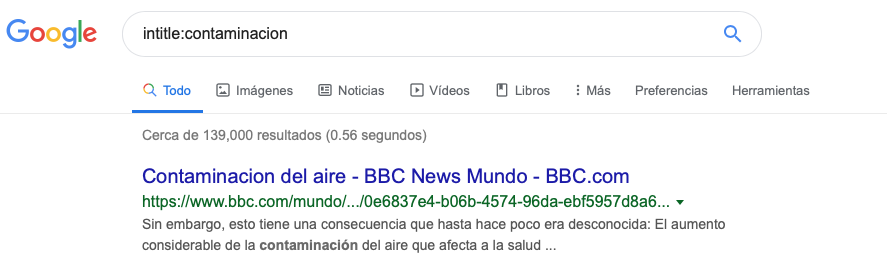 Google intitle:contaminacion
Todo Imágenes Noticias Vídeos Libros Más Preferencias Herramientas
Cerca de 139,000 resultados (0.56 segundos)
Contaminacion del aire - BBC News Mundo - BBC.com
https://www.bbc.com/mundo/.../0e6837e4-b06b-4574-96da-ebf5957d8a6...
Sin embargo, esto tiene una consecuencia que hasta hace poco era desconocida: El aumento
considerable de la contaminación del aire que afecta a la salud ...